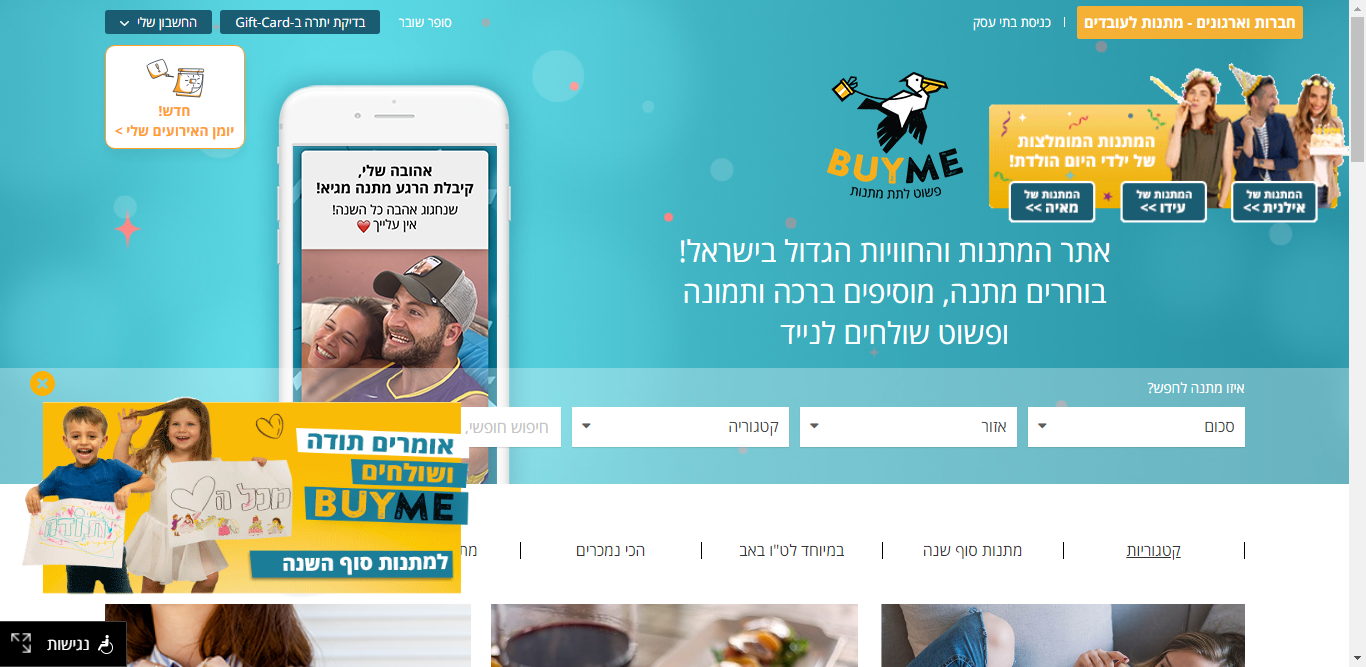 חברות וארגונים - מתנות לעובדים
כניסת בתי עסק
סופר שובר
בדיקת יתרה ב-Gift-Card
החשבון שלי
חדש!
יומן האירועים שלי >
אהובה שלי,
קיבלת הרגע מתנה מגיא!
שנחגוג אהבה כל השנה!
אין עלייך
BUYME
פשוט לתת מתנות
המתנות המומלצות
של ילדי היום הולדת!
המתנות של
אילנית >>
המתנות של
עידו >>
המתנות של
מאיה >>
אתר המתנות והחוויות הגדול בישראל!
בוחרים מתנה, מוסיפים ברכה ותמונה
ופשוט שולחים לנייד
איזו מתנה לחפש?
סכום
אזור
קטגוריה
חיפוש חופשי,
אומרים תודה
ושולחים
BUYME
למתנות סוף השנה
מכל ה
תודה
קטגוריות
מתנות סוף שנה
במיוחד לט"ו באב
הכי נמכרים
נגישות